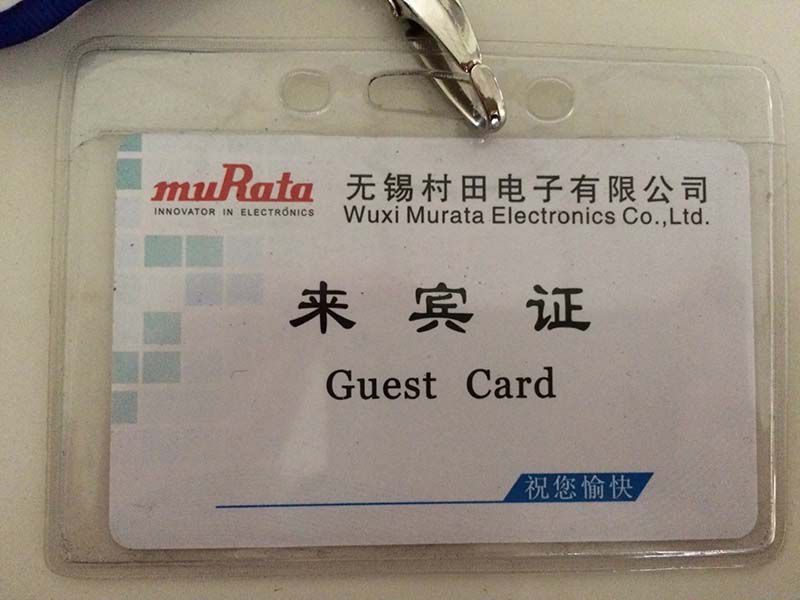 muRata
INNOVATOR IN ELECTRONICS
无锡村田电子有限公司
Wuxi Murata Electronics Co.,Ltd.
来宾证
Guest Card
祝您愉快